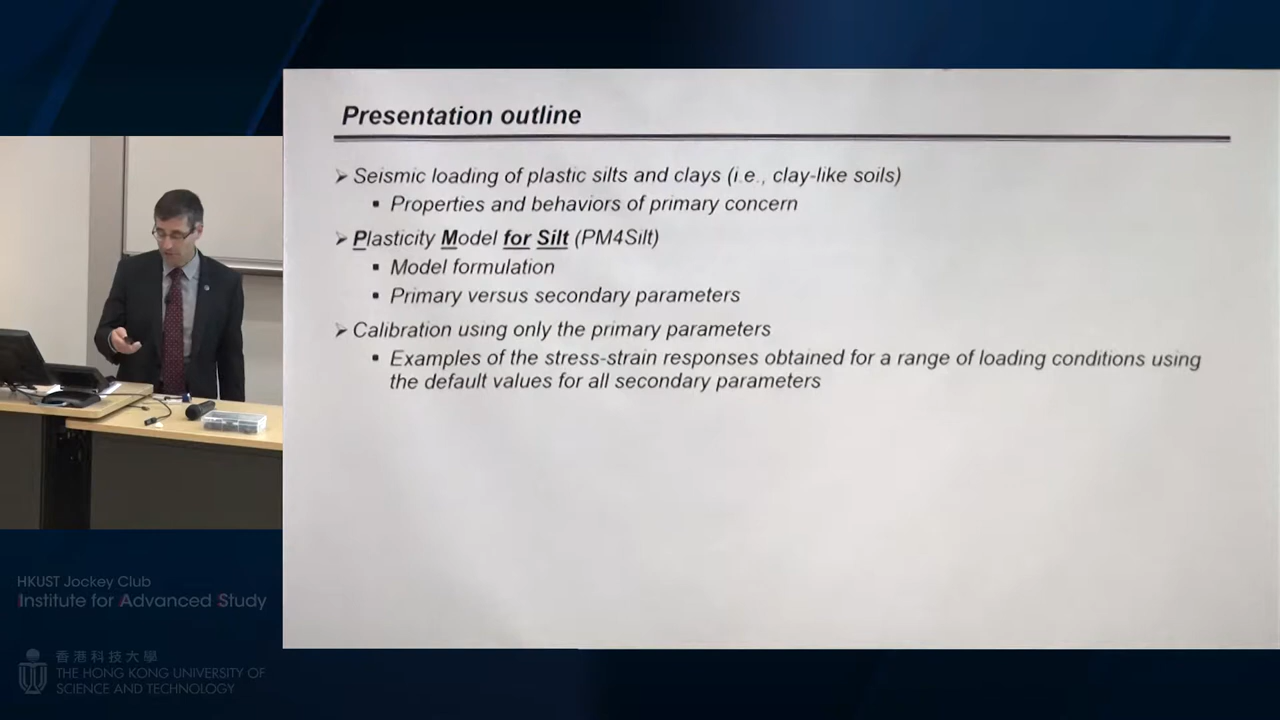 Presentation outline
➢ Seismic loading of plastic silts and clays (i.e., clay-like soils)
▪ Properties and behaviors of primary concern
➢ Plasticity Model for Silt (PM4Silt)
▪ Model formulation
▪ Primary versus secondary parameters
➢ Calibration using only the primary parameters
▪ Examples of the stress-strain responses obtained for a range of loading conditions using
the default values for all secondary parameters
HKUST Jockey Club
Institute for Advanced Study
香港科技大學
THE HONG KONG UNIVERSITY OF
SCIENCE AND TECHNOLOGY